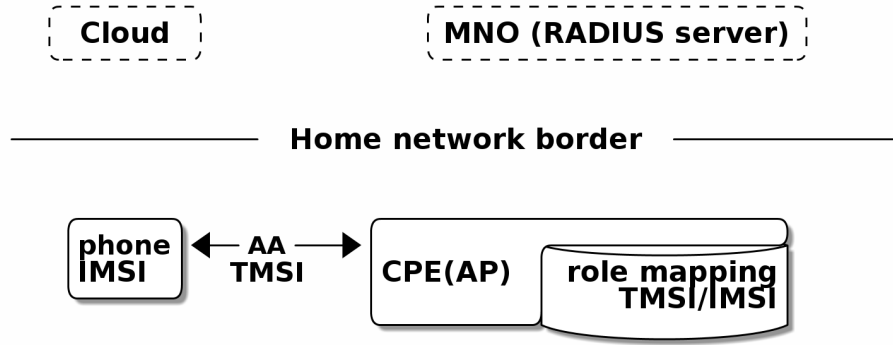 Cloud
MNO (RADIUS server)
Home network border
phone
IMSI
AA
TMSI
CPE(AP)
role mapping
TMSI/IMSI